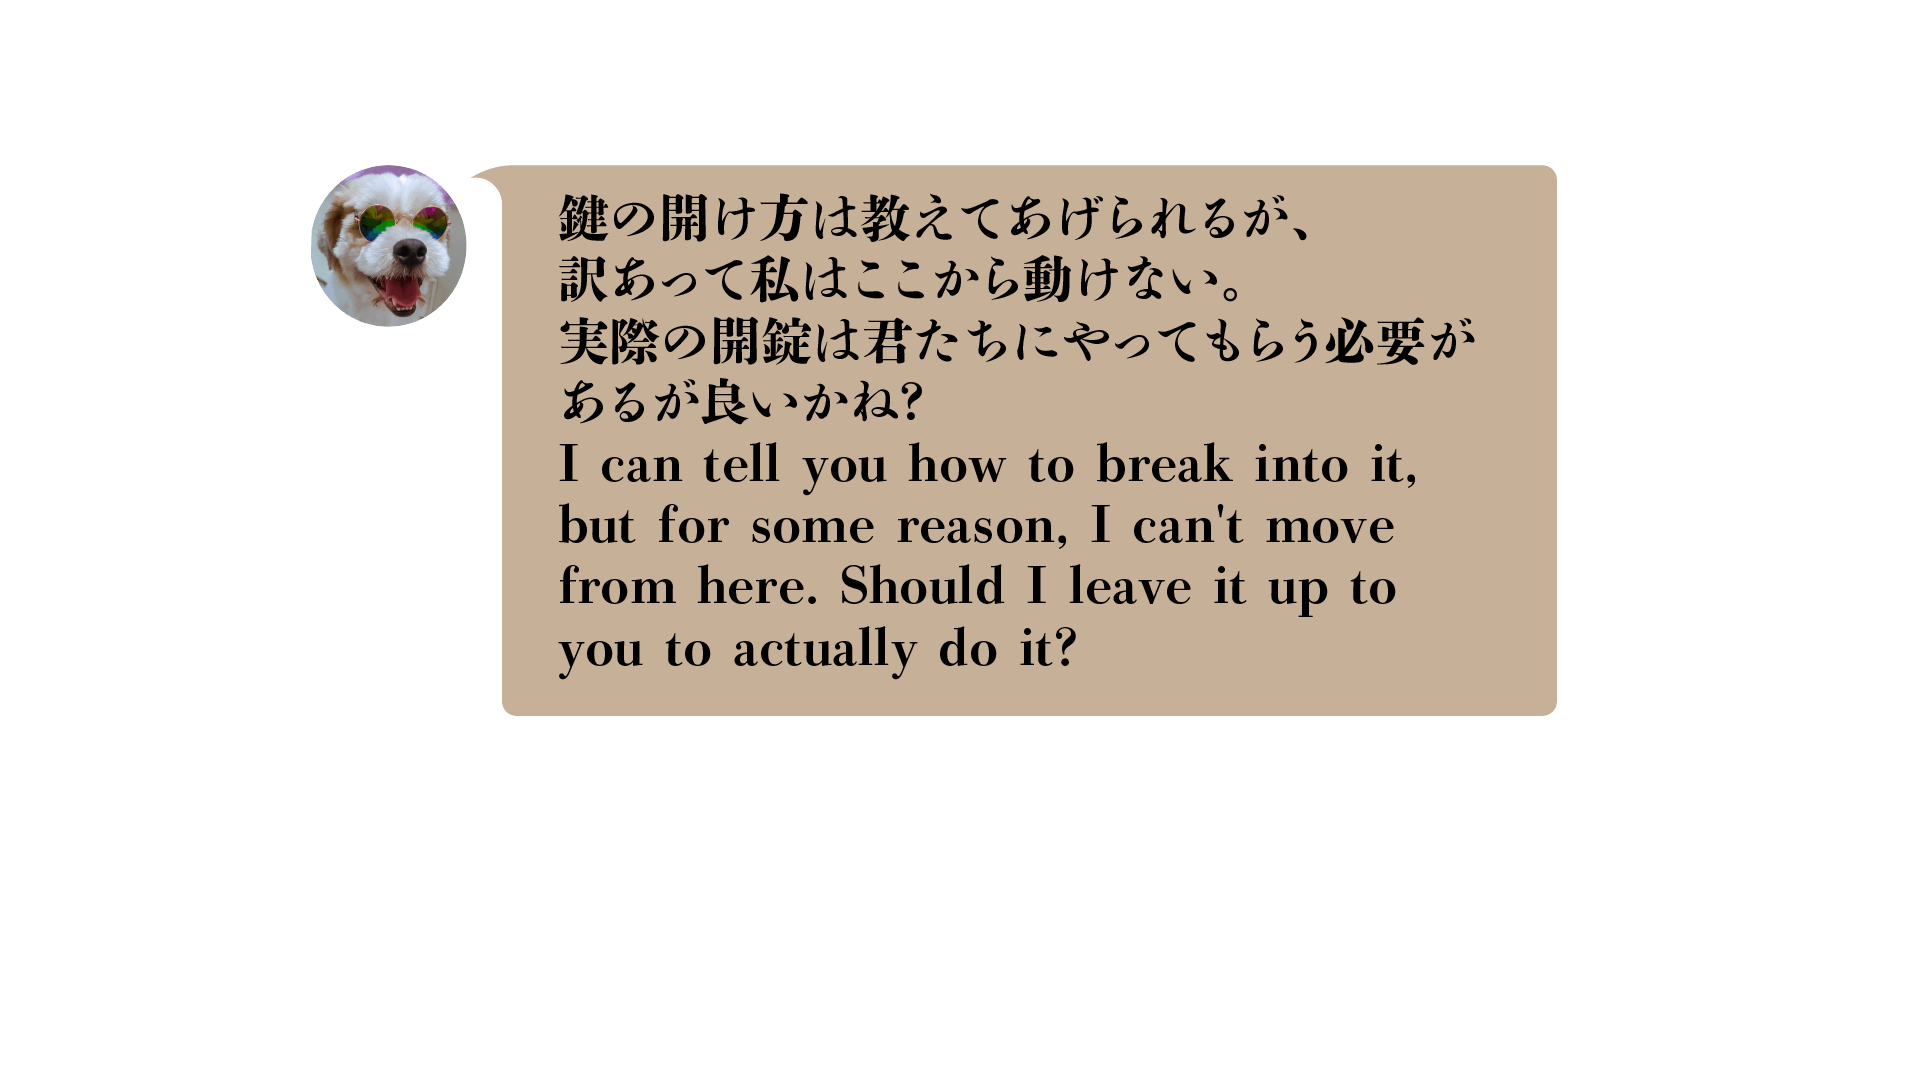 鍵の開け方は教えてあげられるが、
訳あって私はここから動けない。
実際の開錠は君たちにやってもらう必要が
あるが良いかね?
I can tell you how to break into it,
but for some reason, I can't move
from here. Should I leave it up to
you to actually do it?